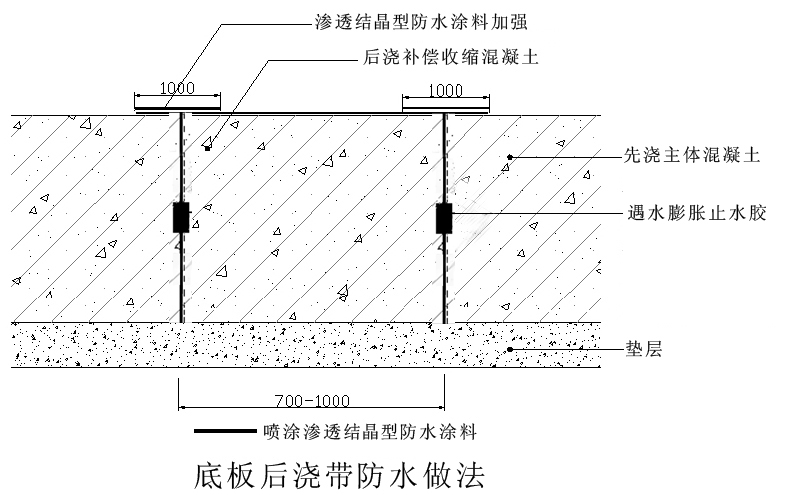 渗透结晶型防水涂料加强
后浇补偿收缩混凝土
1000
1000
先浇主体混凝土
遇水膨胀止水胶
垫层
700-1000
喷涂渗透结晶型防水涂料
底板后浇带防水做法